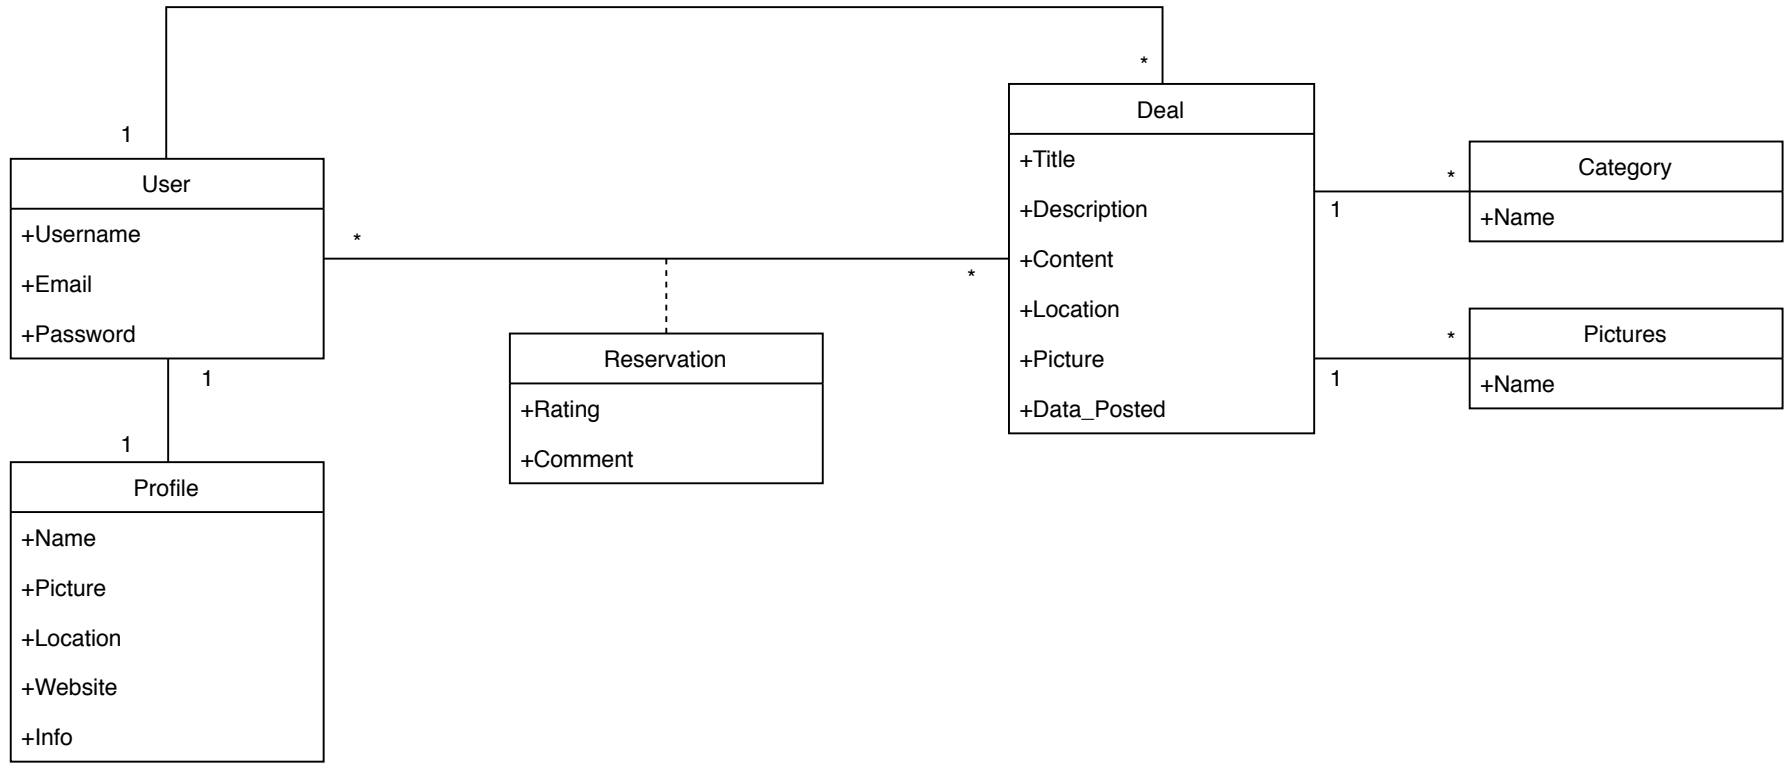 *
1
User
+Username
+Email
+Password
*
*
1
1
Profile
+Name
+Picture
+Location
+Website
+Info
Reservation
+Rating
+Comment
Deal
+Title
+Description
+Content
+Location
+Picture
+Data_Posted
*
1
Category
+Name
*
1
Pictures
+Name